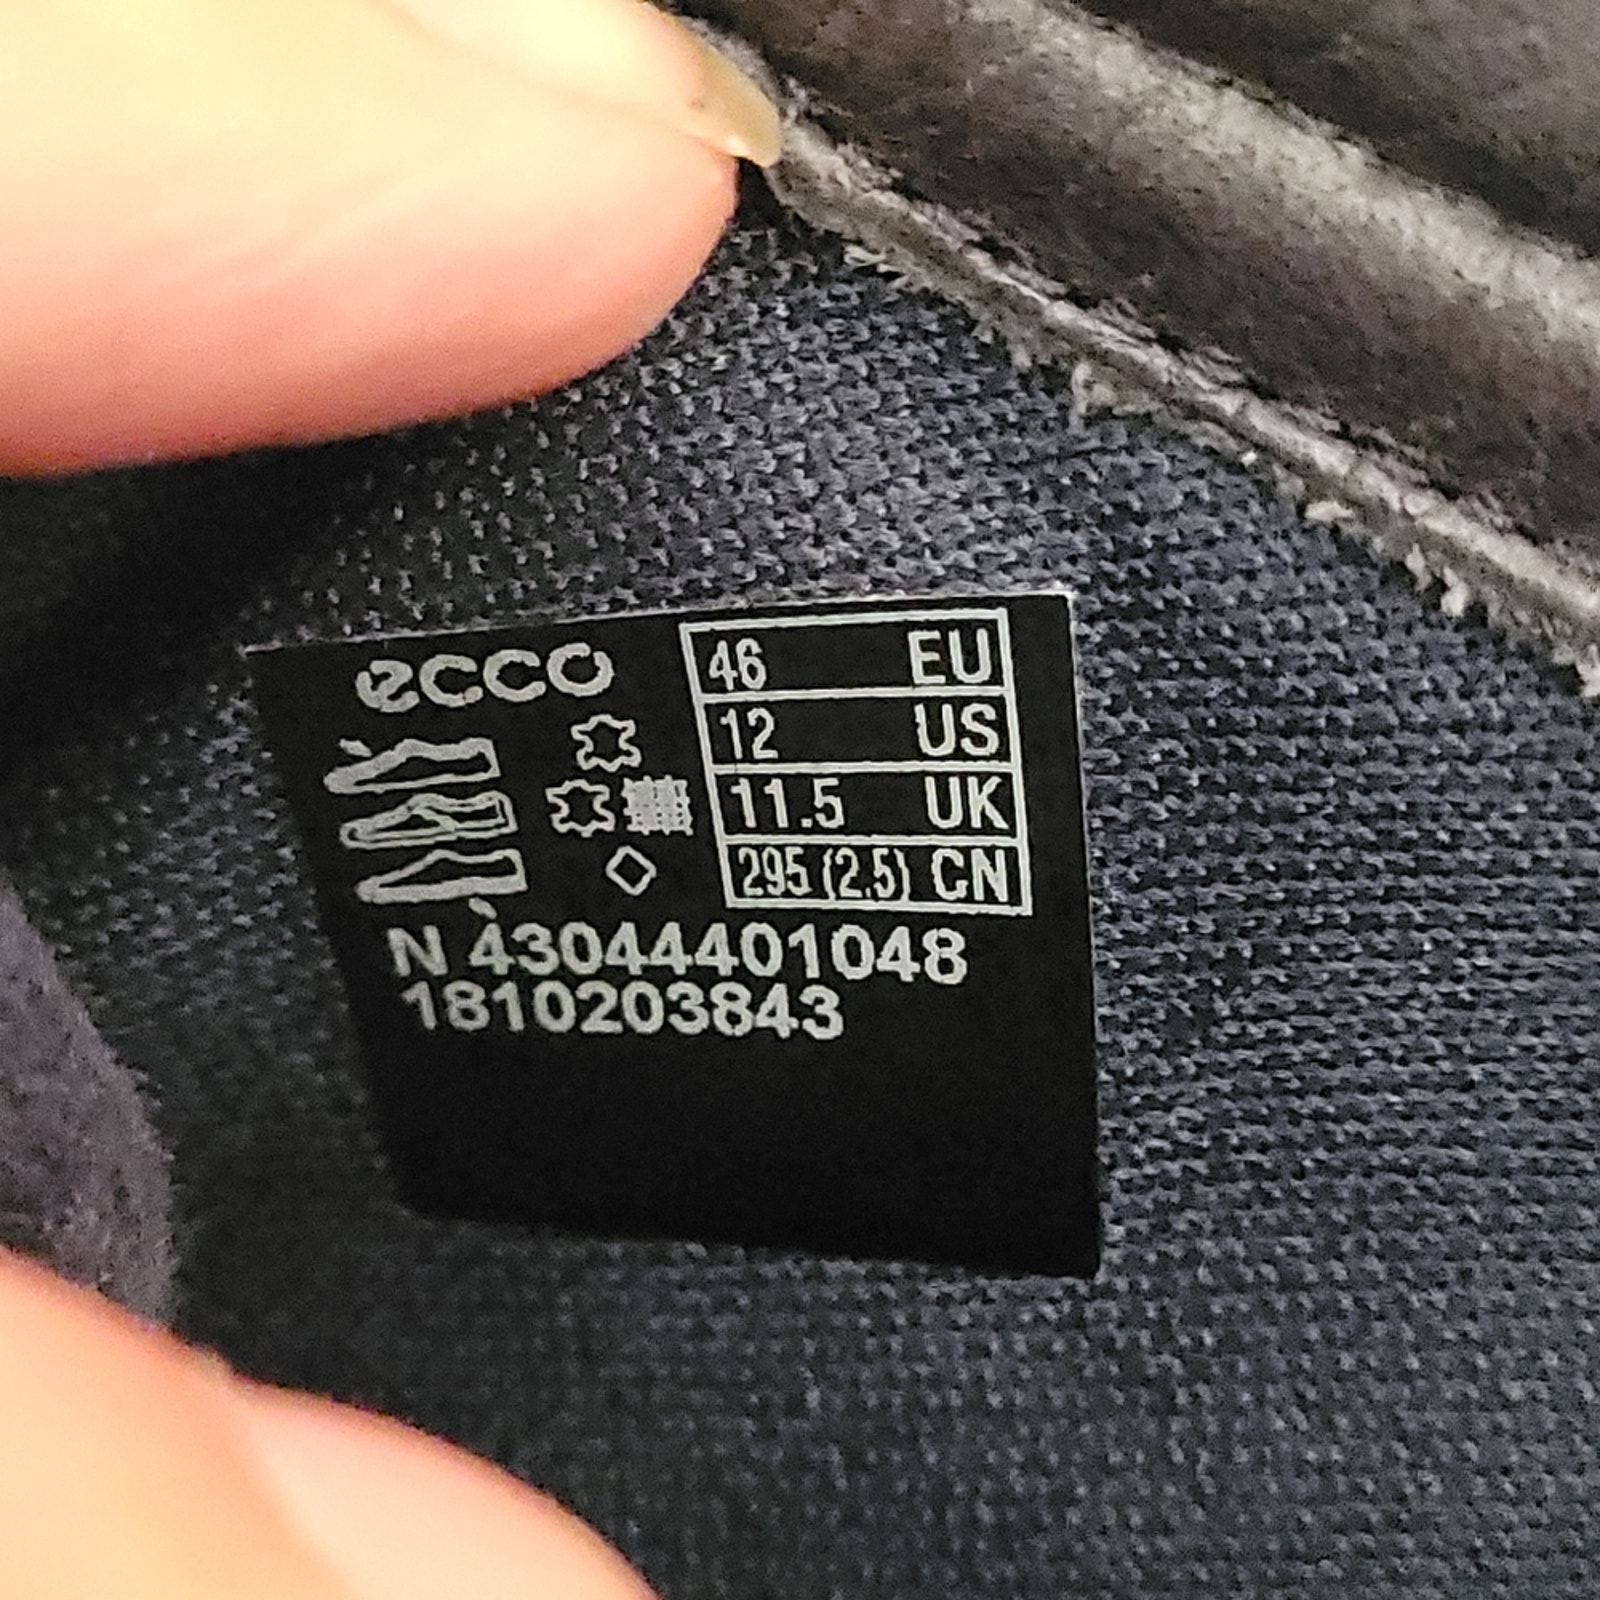 ecco
46 EU
12 US
11.5 UK
295 (2.5) CN
N 43044401048
1810203843